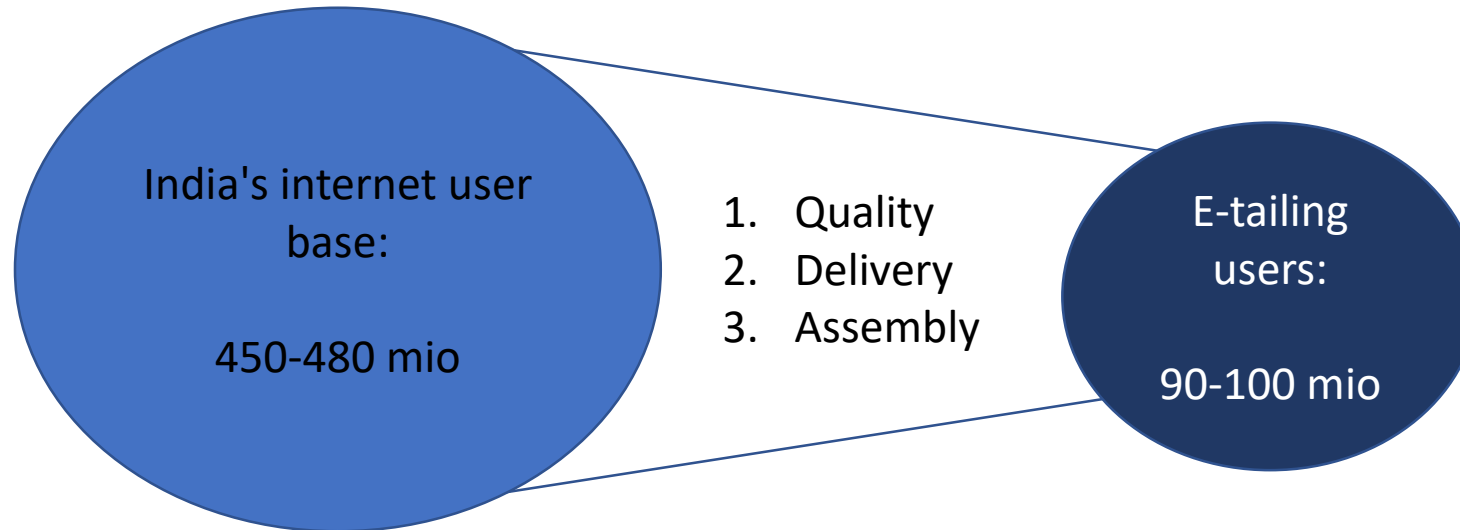 India's internet user
base:
450-480 mio
1. Quality
2. Delivery
3. Assembly
E-tailing
users:
90-100 mio